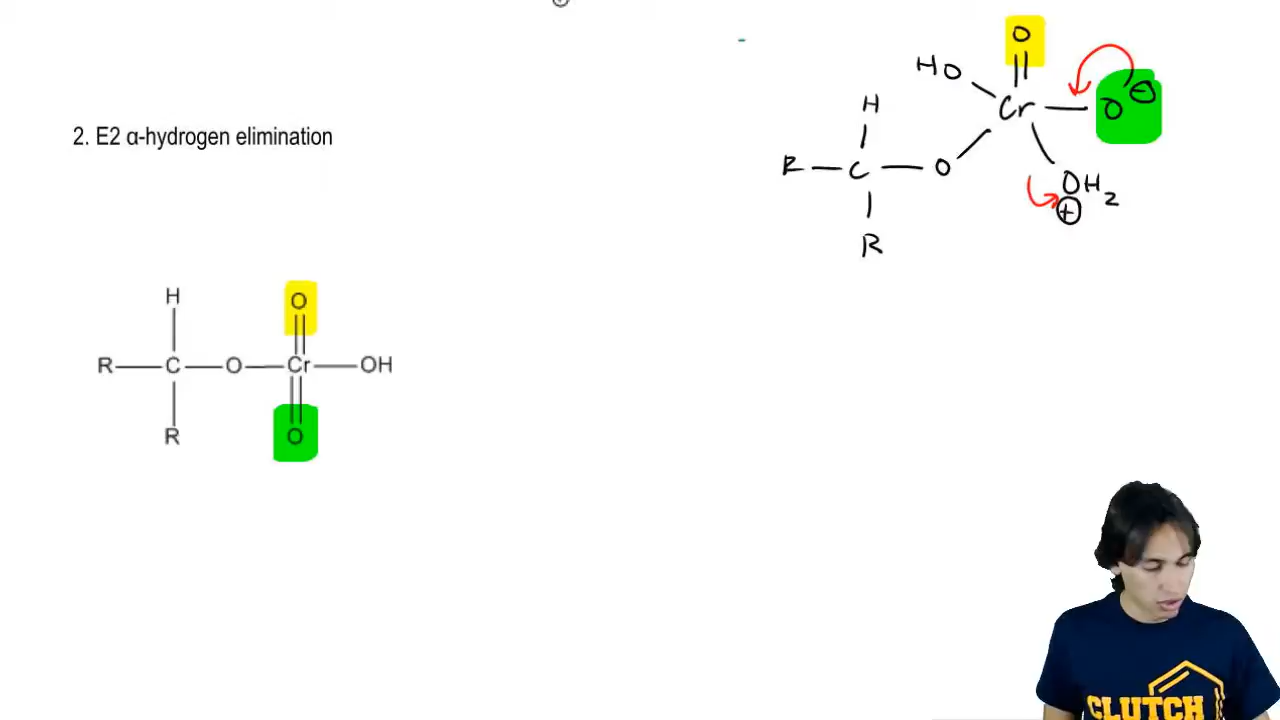 O
HO
Cr
O ⊖
H
R
C
O
OH2
⊕
R
2. E2 α-hydrogen elimination
H
O
R
C
O
Cr
OH
R
O
CLUTCH